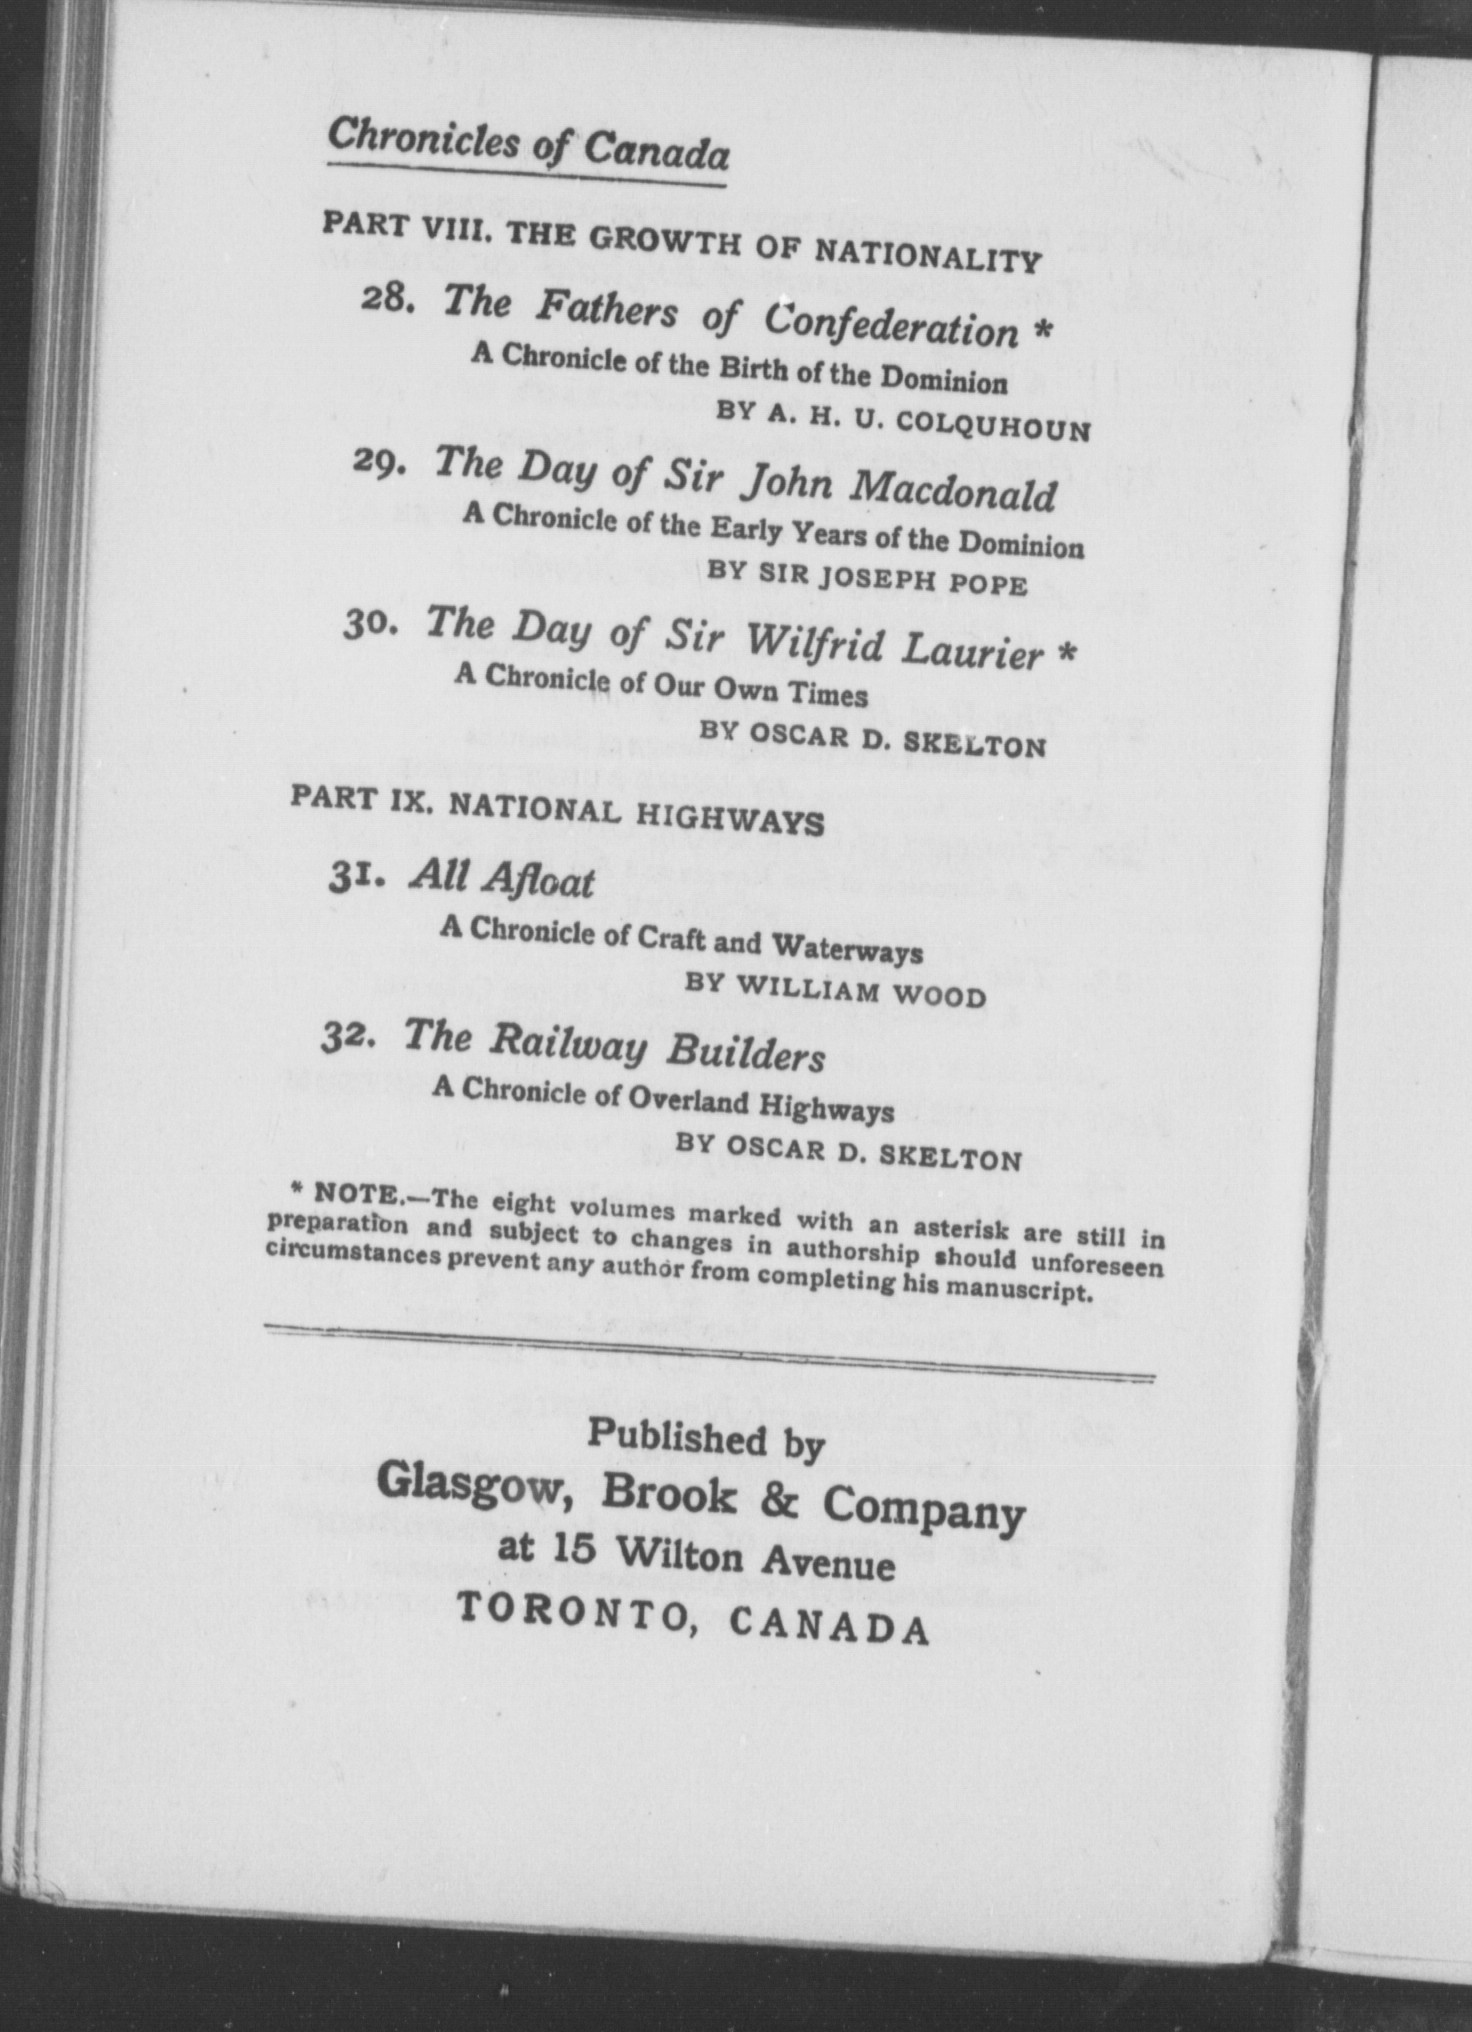 Chronicles of Canada
PART VIII. THE GROWTH OF NATIONALITY
28. The Fathers of Confederation *
A Chronicle of the Birth of the Dominion
BY A. H. U. COLQUHOUN
29. The Day of Sir John Macdonald
A Chronicle of the Early Years of the Dominion
BY SIR JOSEPH POPE
30. The Day of Sir Wilfrid Laurier *
A Chronicle of Our Own Times
BY OSCAR D. SKELTON
PART IX. NATIONAL HIGHWAYS
31. All Afloat
A Chronicle of Craft and Waterways
BY WILLIAM WOOD
32. The Railway Builders
A Chronicle of Overland Highways
BY OSCAR D. SKELTON
* NOTE.—The eight volumes marked with an asterisk are still in
preparation and subject to changes in authorship should unforeseen
circumstances prevent any author from completing his manuscript.
Published by
Glasgow, Brook & Company
at 15 Wilton Avenue
TORONTO, CANADA